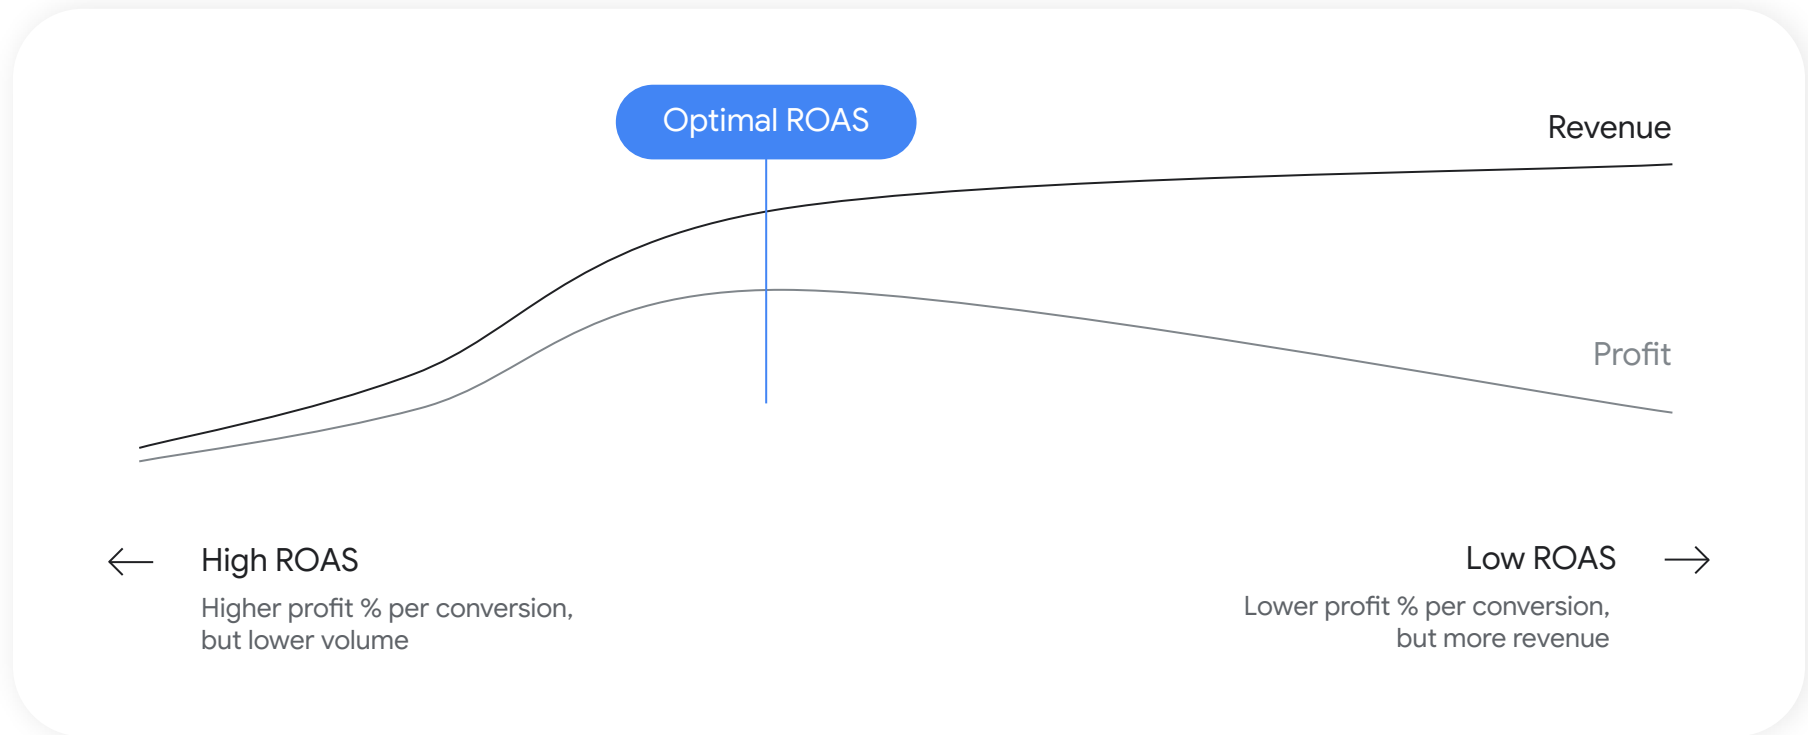 Optimal ROAS
Revenue
Profit
High ROAS
Higher profit % per conversion,
but lower volume
Low ROAS
Lower profit % per conversion,
but more revenue